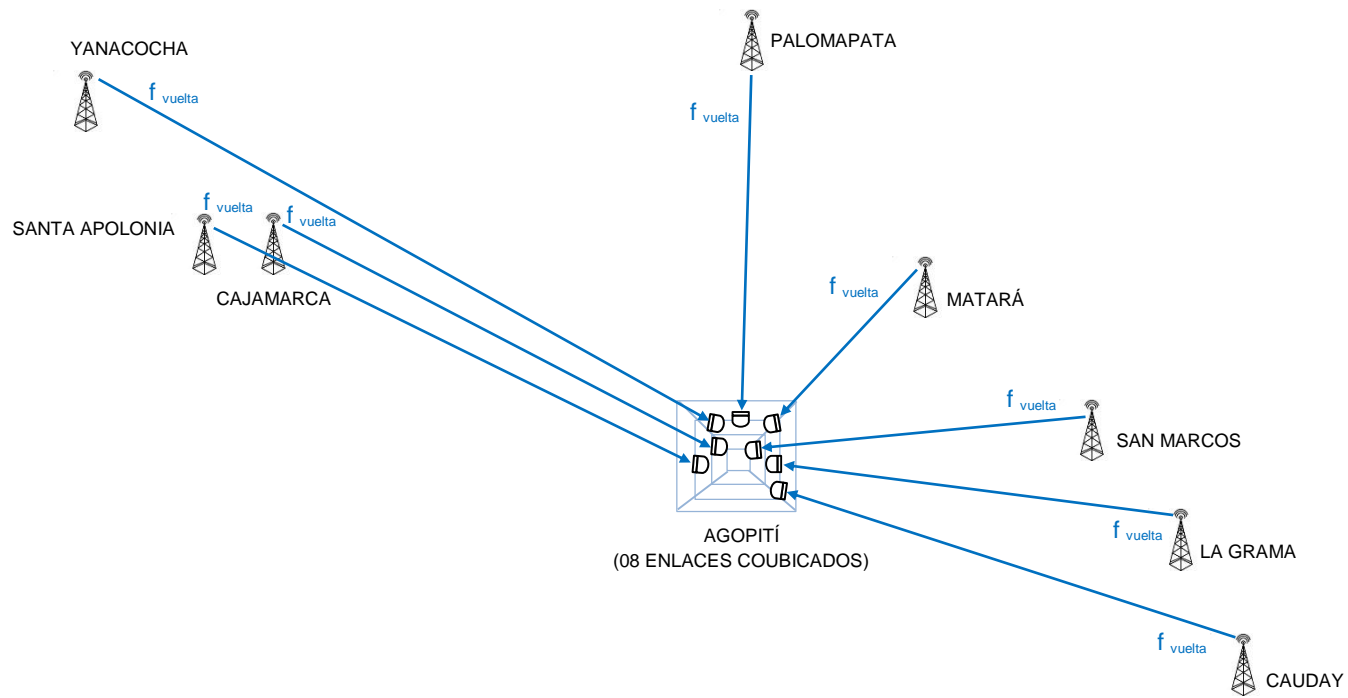 YANACOCHA
f vuelta
PALOMAPATA
f vuelta
SANTA APOLONIA
f vuelta
f vuelta
CAJAMARCA
f vuelta
MATARÁ
f vuelta
SAN MARCOS
AGOPITÍ
(08 ENLACES COUBICADOS)
f vuelta
LA GRAMA
f vuelta
CAUDAY